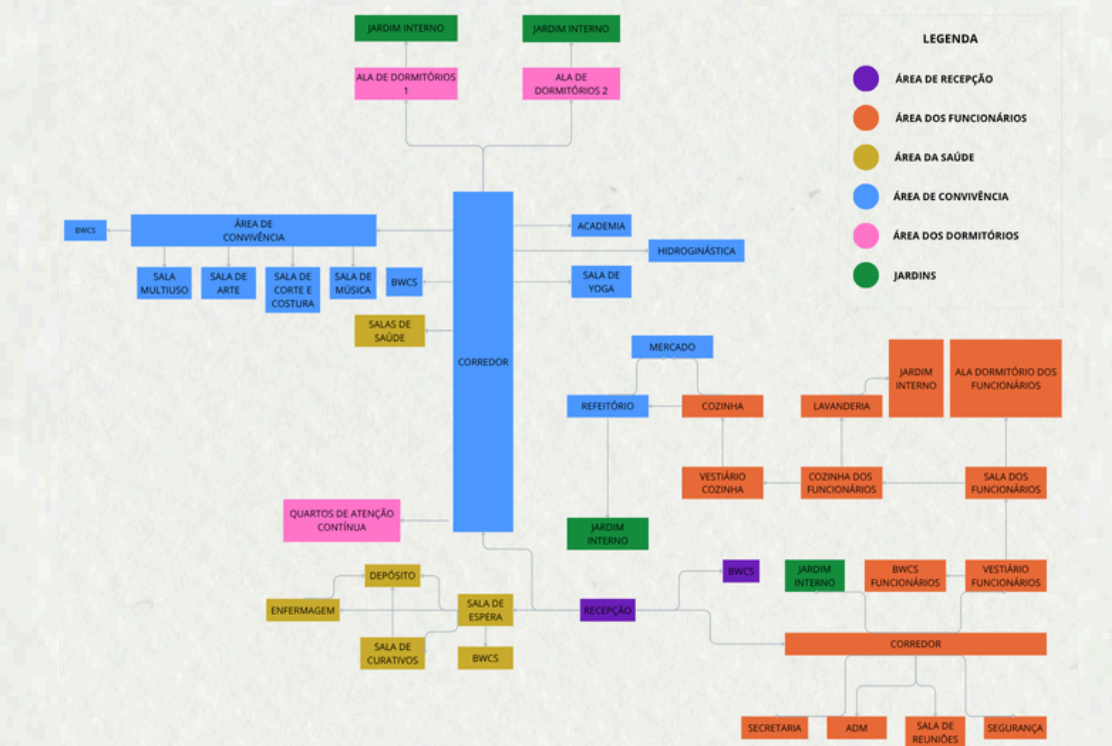 JARDIM INTERNO
JARDIM INTERNO
ALA DE DORMITÓRIOS
1
ALA DE
DORMITÓRIOS 2
LEGENDA
ÁREA DE RECEPÇÃO
ÁREA DOS FUNCIONÁRIOS
ÁREA DA SAÚDE
ÁREA DE CONVIVÊNCIA
ÁREA DOS DORMITÓRIOS
JARDINS
BWCS
ÁREA DE
CONVIVÊNCIA
SALA
MULTIUSO
SALA DE
ARTE
SALA DE
CORTE E
COSTURA
SALA DE
MÚSICA
BWCS
SALAS DE
SAÚDE
CORREDOR
ACADEMIA
HIDROGINÁSTICA
SALA DE
YOGA
MERCADO
REFEITÓRIO
COZINHA
LAVANDERIA
JARDIM
INTERNO
ALA DORMITÓRIO DOS
FUNCIONÁRIOS
VESTIÁRIO
COZINHA
COZINHA DOS
FUNCIONÁRIOS
SALA DOS
FUNCIONÁRIOS
JARDIM
INTERNO
QUARTOS DE ATENÇÃO
CONTÍNUA
DEPÓSITO
ENFERMAGEM
SALA DE
ESPERA
SALA DE
CURATIVOS
BWCS
RECEPÇÃO
BWCS
JARDIM
INTERNO
BWCS
FUNCIONÁRIOS
VESTIÁRIO
FUNCIONÁRIOS
CORREDOR
SECRETARIA
ADM
SALA DE
REUNIÕES
SEGURANÇA